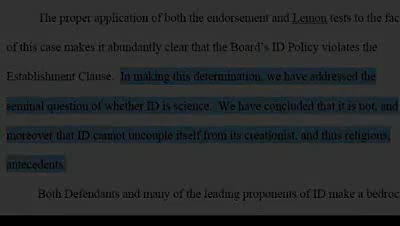 The proper application of both the endorsement and Lemon tests to the fac
of this case makes it abundantly clear that the Board's ID Policy violates the
Establishment Clause. In making this determination, we have addressed the
seminal question of whether ID is science. We have concluded that it is not, and
moreover that ID cannot uncouple itself from its creationist, and thus religious,
antecedents.
Both Defendants and many of the leading proponents of ID make a bedroc